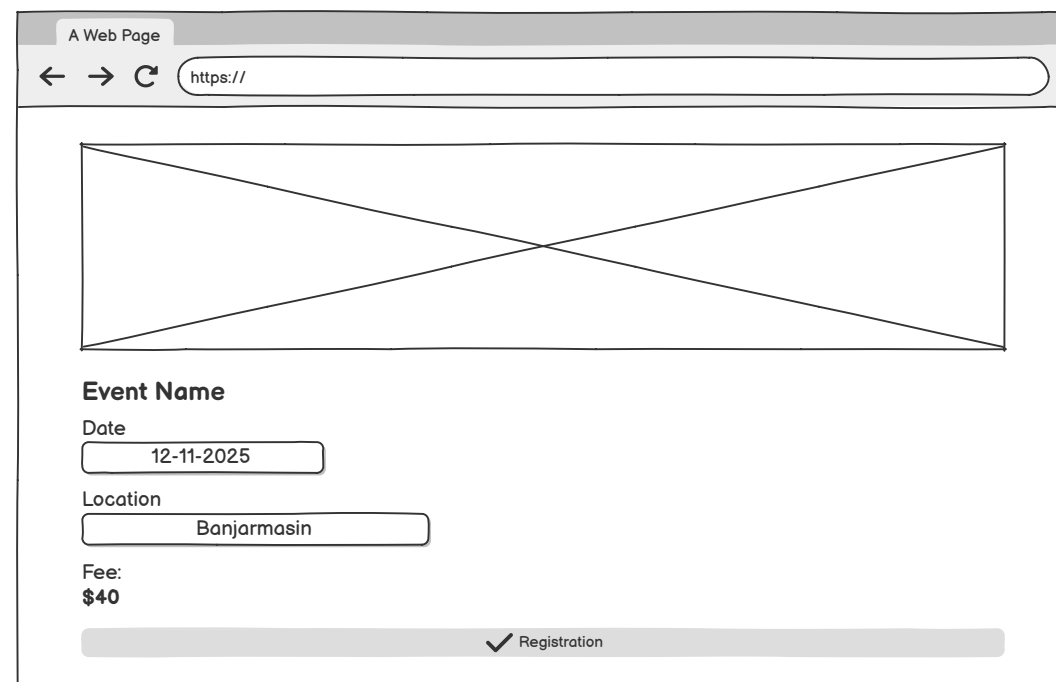 A Web Page
https://
Event Name
Date
12-11-2025
Location
Banjarmasin
Fee:
$40
Registration